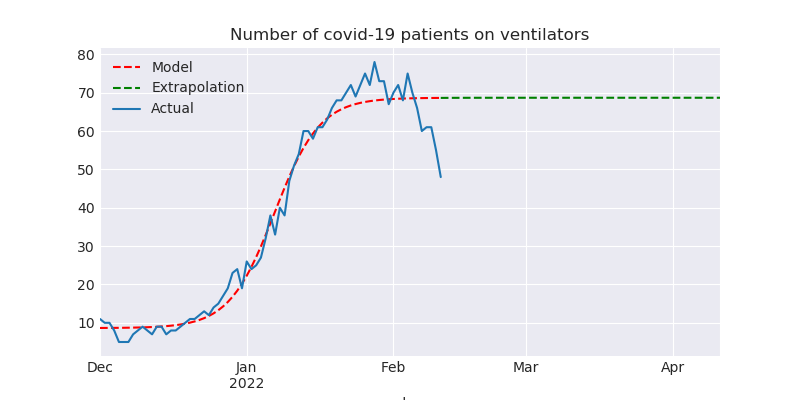 Number of covid-19 patients on ventilators
80
70
60
50
40
30
20
10
Model
Extrapolation
Actual
Dec
Jan
2022
Feb
Mar
Apr